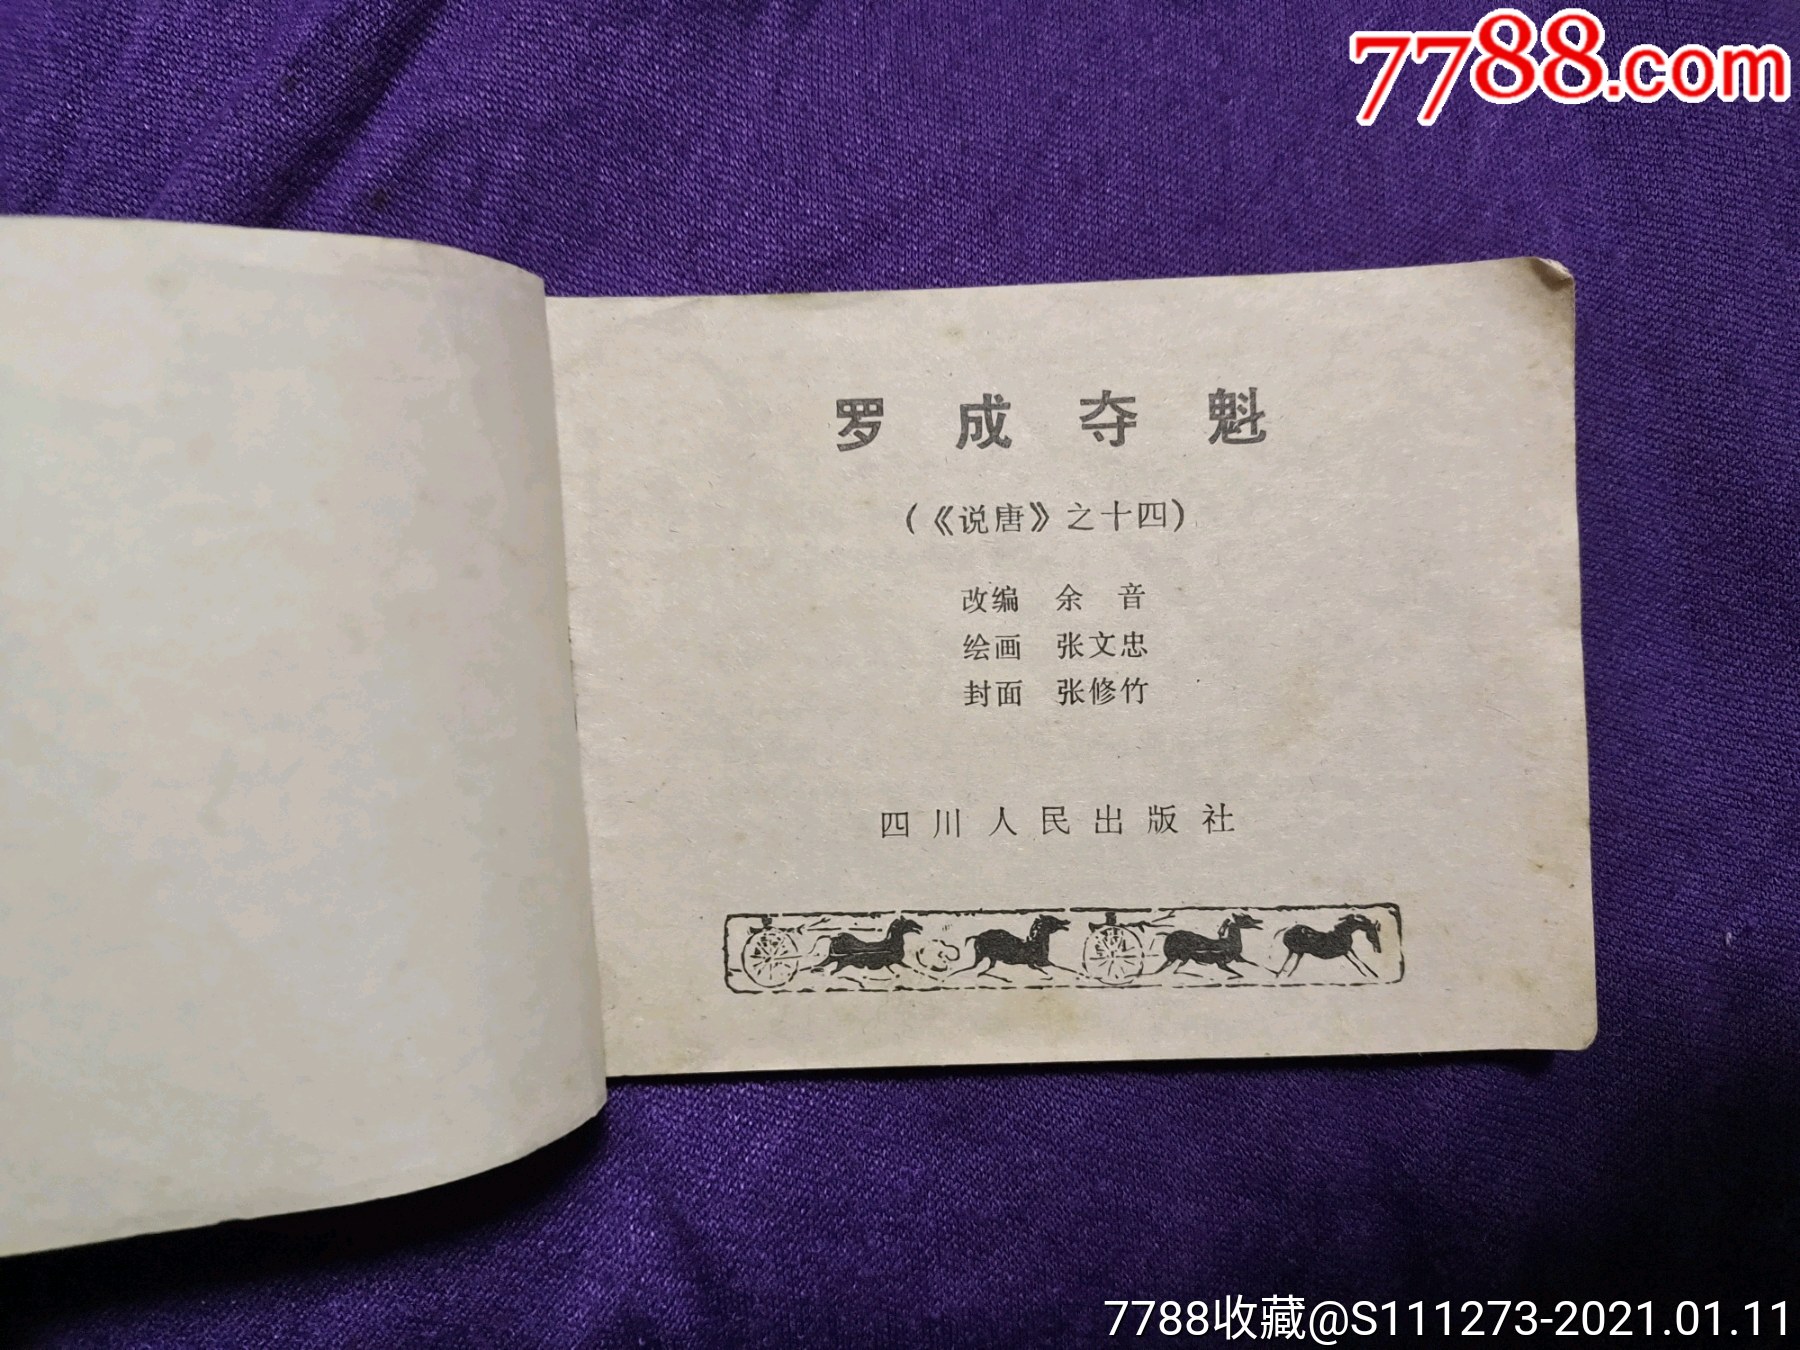 7788.com
罗成夺魁
(《说唐》之十四)
改编 余音
绘画 张文忠
封面 张修竹
四川人民出版社
7788收藏@S111273-2021.01.11